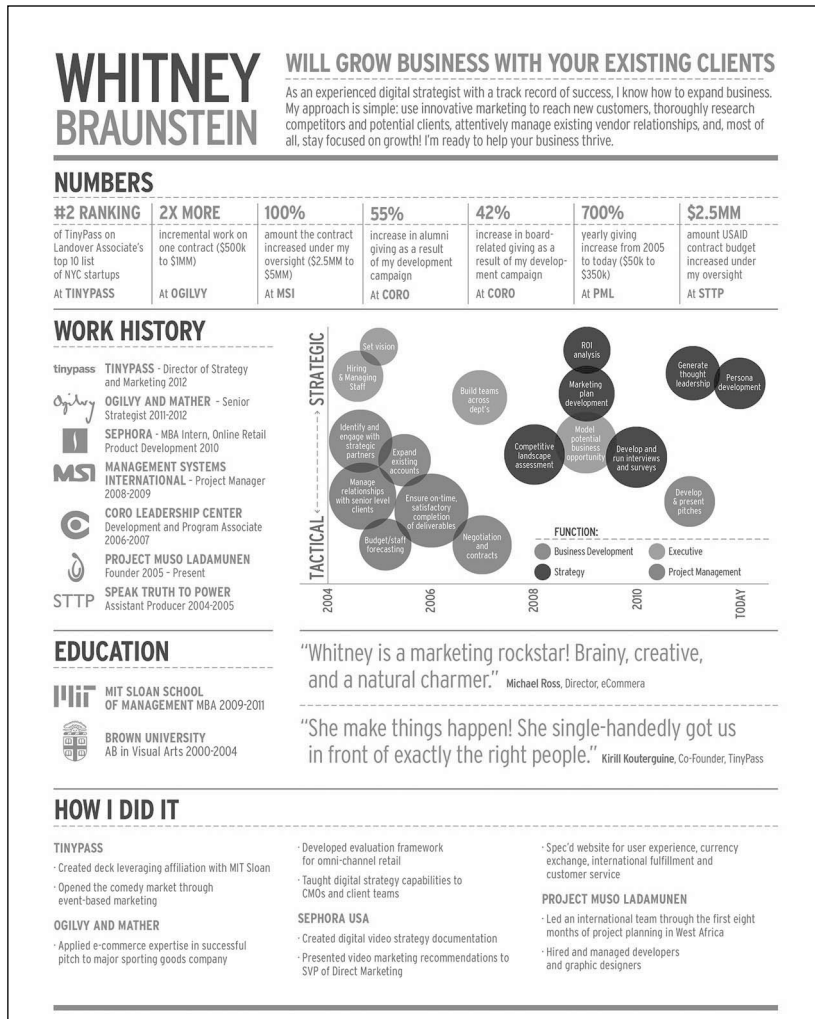 WHITNEY
BRAUNSTEIN
WILL GROW BUSINESS WITH YOUR EXISTING CLIENTS
As an experienced digital strategist with a track record of success, I know how to expand business.
My approach is simple: use innovative marketing to reach new customers, thoroughly research
competitors and potential clients, attentively manage existing vendor relationships, and, most of
all, stay focused on growth! I'm ready to help your business thrive.
NUMBERS
#2 RANKING
of TinyPass on
Landover Associate's
top 10 list
of NYC startups
At TINYPASS
2X MORE
incremental work on
one contract ($500k
to $1MM)
At OGILVY
100%
amount the contract
increased under my
oversight ($2.5MM to
$5MM)
At MSI
55%
increase in alumni
giving as a result
of my development
campaign
At CORO
42%
increase in board-
related giving as a
result of my develop-
ment campaign
At CORO
700%
yearly giving
increase from 2005
to today ($50k to
$350k)
At PML
$2.5MM
amount USAID
contract budget
increased under
my oversight
At STTP
WORK HISTORY
tinypass
TINYPASS - Director of Strategy
and Marketing 2012
Ogilvy
OGILVY AND MATHER - Senior
Strategist 2011-2012
SEPHORA - MBA Intern, Online Retail
Product Development 2010
MSI
MANAGEMENT SYSTEMS
INTERNATIONAL - Project Manager
2008-2009
CORO LEADERSHIP CENTER
Development and Program Associate
2006-2007
PROJECT MUSO LADAMUNEN
Founder 2005 - Present
STTP
SPEAK TRUTH TO POWER
Assistant Producer 2004-2005
STRATEGIC
TACTICAL
Set vision
Hiring
& Managing
Staff
Identify and
engage with
strategic
partners
Expand
existing
accounts
Manage
relationships
with senior level
clients
Ensure on-time,
satisfactory
completion
of deliverables
Budget/staff
forecasting
Negotiation
and
contracts
Build teams
across
dept's
ROI
analysis
Marketing
plan
development
Model
potential
business
opportunity
Competitive
landscape
assessment
Develop and
run interviews
and surveys
Generate
thought
leadership
Persona
development
Develop
& present
pitches
FUNCTION:
Business Development
Executive
Strategy
Project Management
2004
2006
2008
2010
TODAY
EDUCATION
MIT
MIT SLOAN SCHOOL
OF MANAGEMENT MBA 2009-2011
BROWN UNIVERSITY
AB in Visual Arts 2000-2004
"Whitney is a marketing rockstar! Brainy, creative,
and a natural charmer." Michael Ross, Director, eCommera
"She make things happen! She single-handedly got us
in front of exactly the right people." Kirill Kouterguine, Co-Founder, TinyPass
HOW I DID IT
TINYPASS
· Created deck leveraging affiliation with MIT Sloan
· Opened the comedy market through
event-based marketing
OGILVY AND MATHER
· Applied e-commerce expertise in successful
pitch to major sporting goods company
· Developed evaluation framework
for omni-channel retail
· Taught digital strategy capabilities to
CMOs and client teams
SEPHORA USA
· Created digital video strategy documentation
· Presented video marketing recommendations to
SVP of Direct Marketing
· Spec'd website for user experience, currency
exchange, international fulfillment and
customer service
PROJECT MUSO LADAMUNEN
· Led an international team through the first eight
months of project planning in West Africa
· Hired and managed developers
and graphic designers